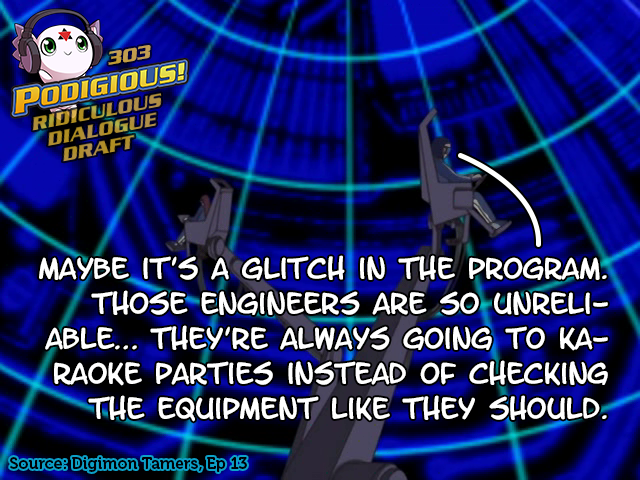 303
PODIGIOUS!
RIDICULOUS
DIALOGUE
DRAFT
MAYBE IT'S A GLITCH IN THE PROGRAM.
THOSE ENGINEERS ARE SO UNRELI-
ABLE... THEY'RE ALWAYS GOING TO KA-
RAOKE PARTIES INSTEAD OF CHECKING
THE EQUIPMENT LIKE THEY SHOULD.
Source: Digimon Tamers, Ep 13